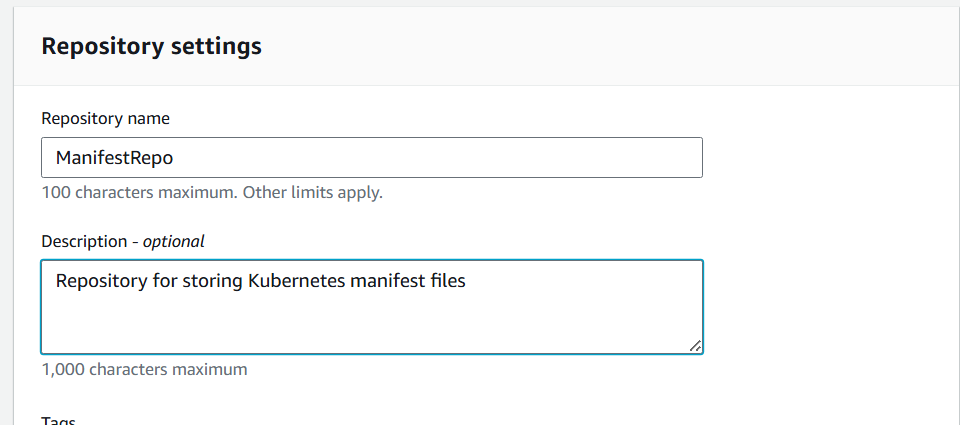 Repository settings
Repository name
ManifestRepo
100 characters maximum. Other limits apply.
Description - optional
Repository for storing Kubernetes manifest files
1,000 characters maximum
Tags